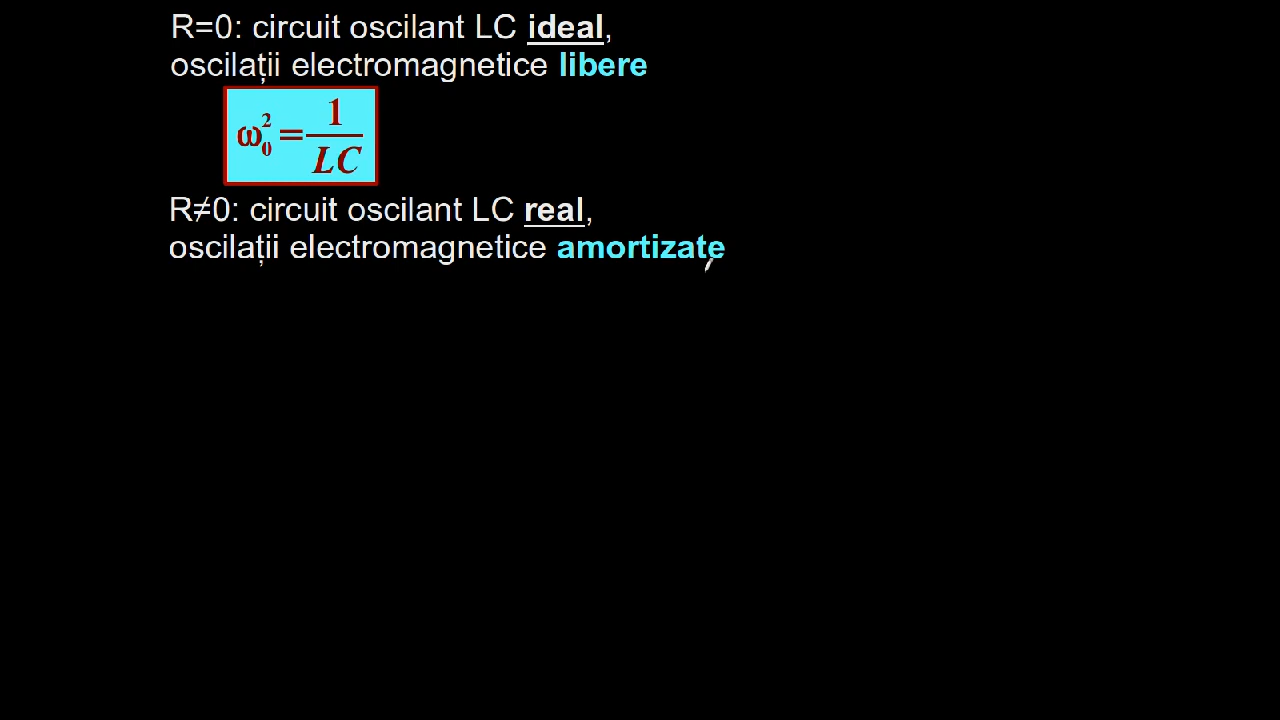 R=0: circuit oscilant LC ideal,
oscilații electromagnetice libere
ω₀² = 1/LC
R≠0: circuit oscilant LC real,
oscilații electromagnetice amortizate